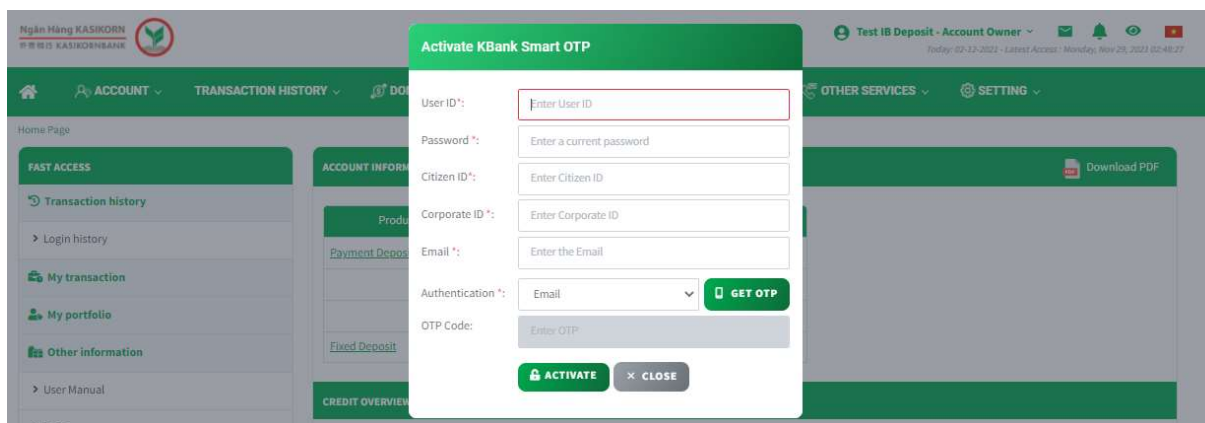 Ngân Hàng KASIKORN
KASIKORNBANK
Test IB Deposit - Account Owner
Today: 02-12-2021 - Latest Access : Monday, Nov 29, 2021 02:48:27
ACCOUNT
TRANSACTION HISTORY
OTHER SERVICES
SETTING
Home Page
FAST ACCESS
Transaction history
> Login history
My transaction
My portfolio
Other information
> User Manual
ACCOUNT INFORM
Download PDF
Produ
Payment Depos
Fixed Deposit
CREDIT OVERVIEW
Activate KBank Smart OTP
User ID*:
Enter User ID
Password *:
Enter a current password
Citizen ID*:
Enter Citizen ID
Corporate ID *:
Enter Corporate ID
Email *:
Enter the Email
Authentication *:
Email
GET OTP
OTP Code:
Enter OTP
ACTIVATE
× CLOSE